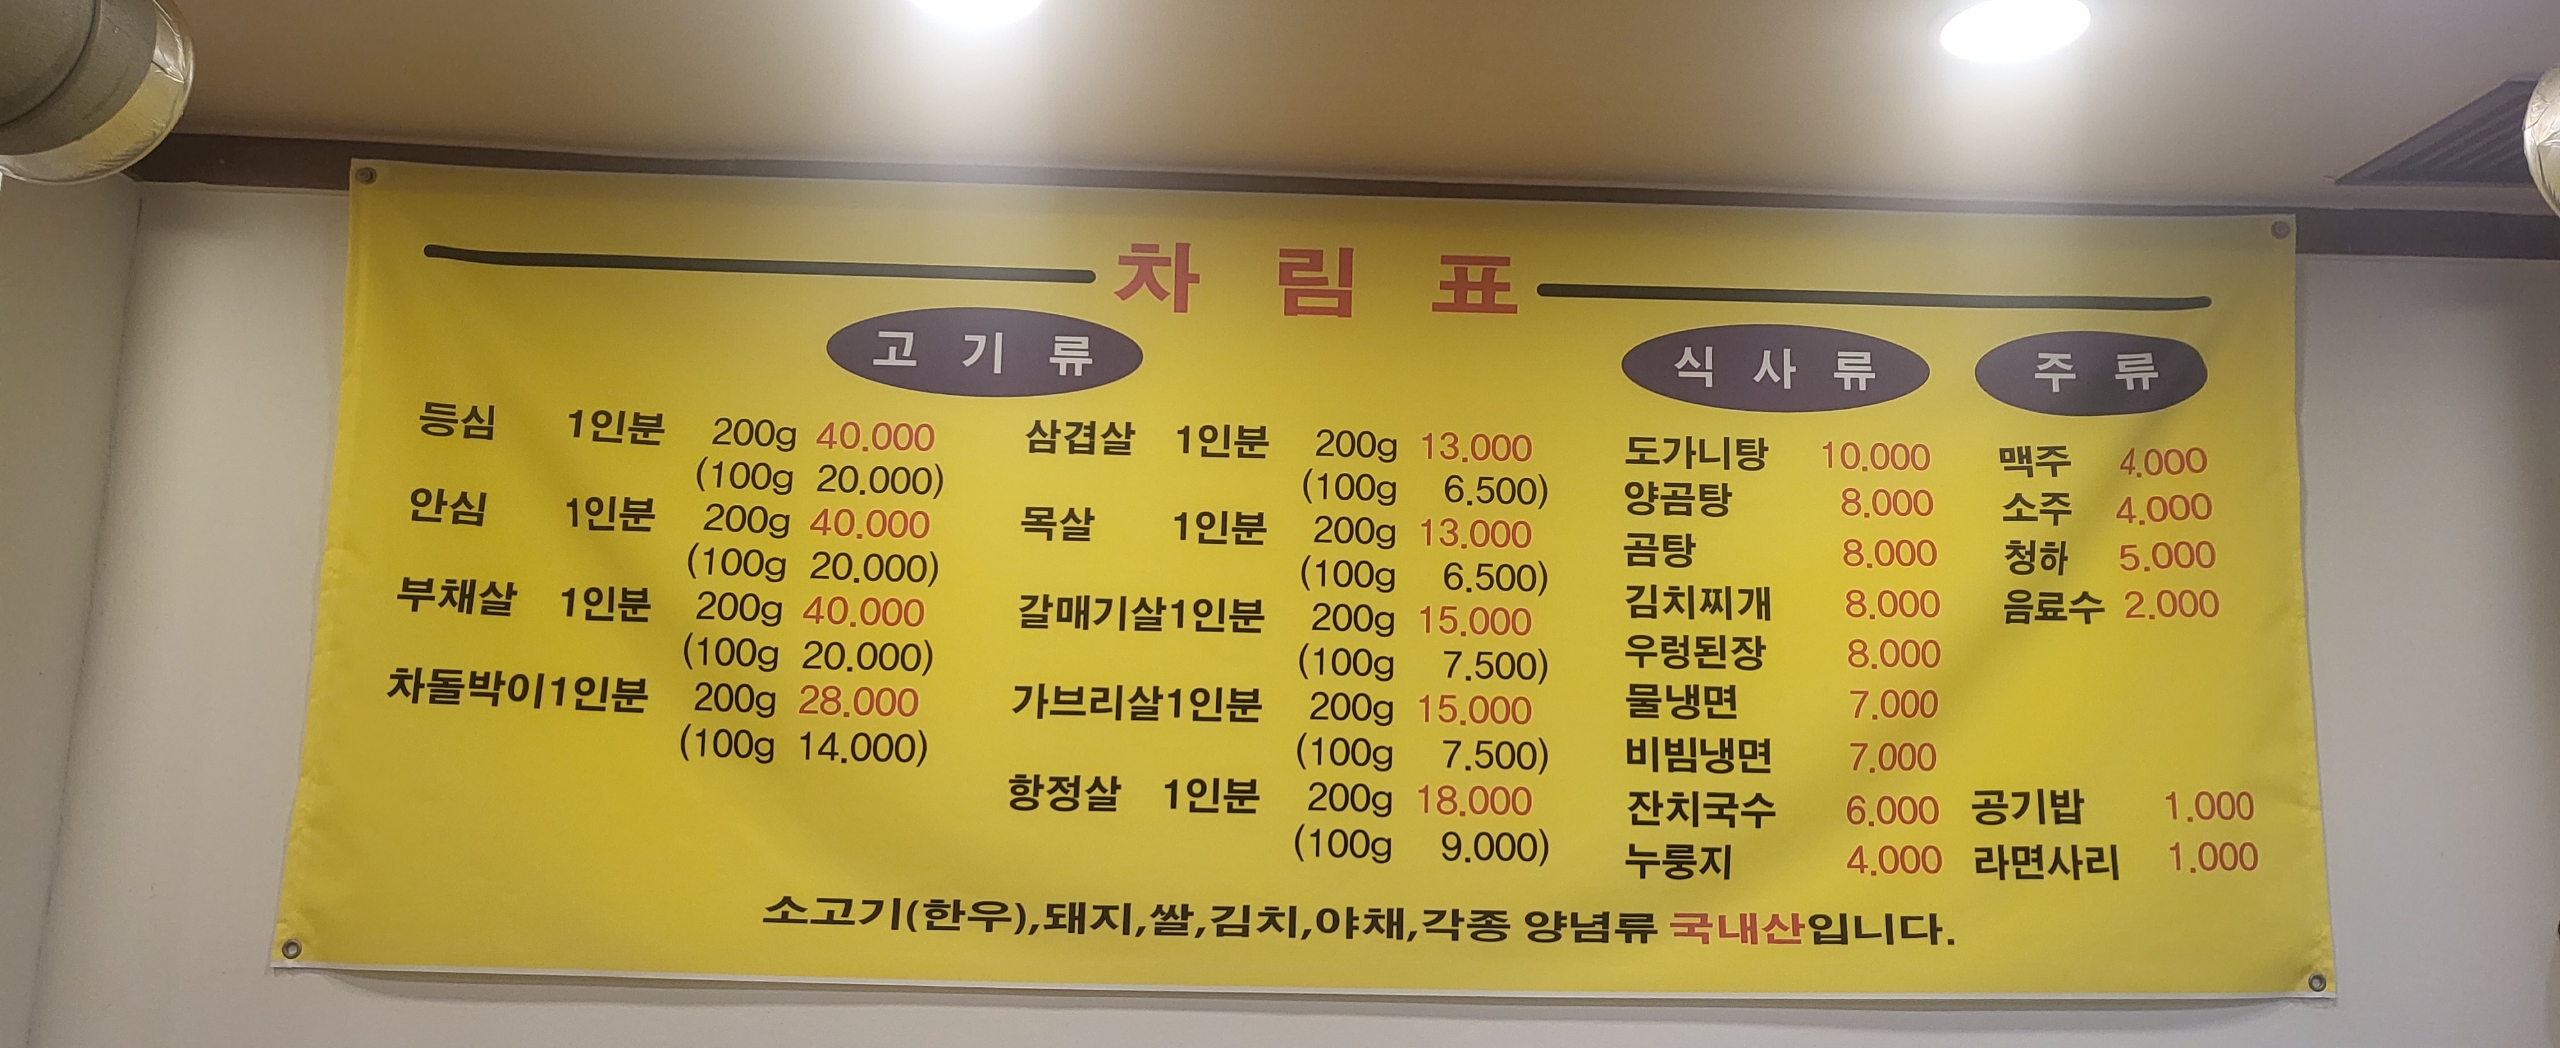 차 림 표
고 기 류
등심 1인분 200g 40.000
(100g 20.000)
안심 1인분 200g 40.000
(100g 20.000)
부채살 1인분 200g 40.000
(100g 20.000)
차돌박이1인분 200g 28.000
(100g 14.000)
삼겹살 1인분 200g 13.000
(100g 6.500)
목살 1인분 200g 13.000
(100g 6.500)
갈매기살1인분 200g 15.000
(100g 7.500)
가브리살1인분 200g 15.000
(100g 7.500)
항정살 1인분 200g 18.000
(100g 9.000)
식 사 류
도가니탕 10.000
양곰탕 8.000
곰탕 8.000
김치찌개 8.000
우렁된장 8.000
물냉면 7.000
비빔냉면 7.000
잔치국수 6.000
누룽지 4.000
주 류
맥주 4.000
소주 4.000
청하 5.000
음료수 2.000
공기밥 1.000
라면사리 1.000
소고기(한우),돼지,쌀,김치,야채,각종 양념류 국내산입니다.